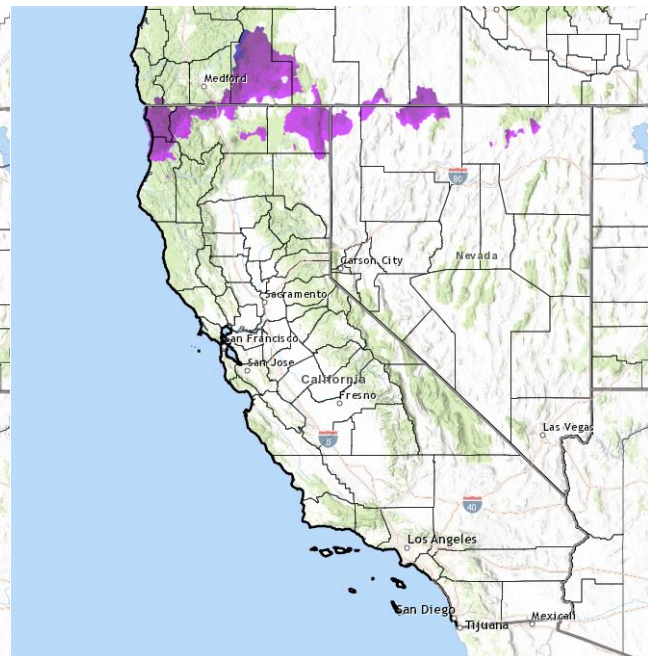 Medford
80
Carson City
Nevada
Sacramento
San Francisco
San Jose
California
Fresno
Las Vegas
5
40
Los Angeles
San Diego
Mexicali
Tijuana